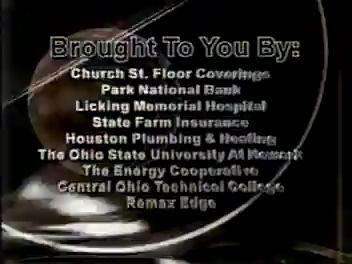 Brought To You By:
Church St. Floor Coverings
Park National Bank
Licking Memorial Hospital
State Farm Insurance
Houston Plumbing & Heating
The Ohio State University At Newark
The Energy Cooperative
Central Ohio Technical College
Remax Edge